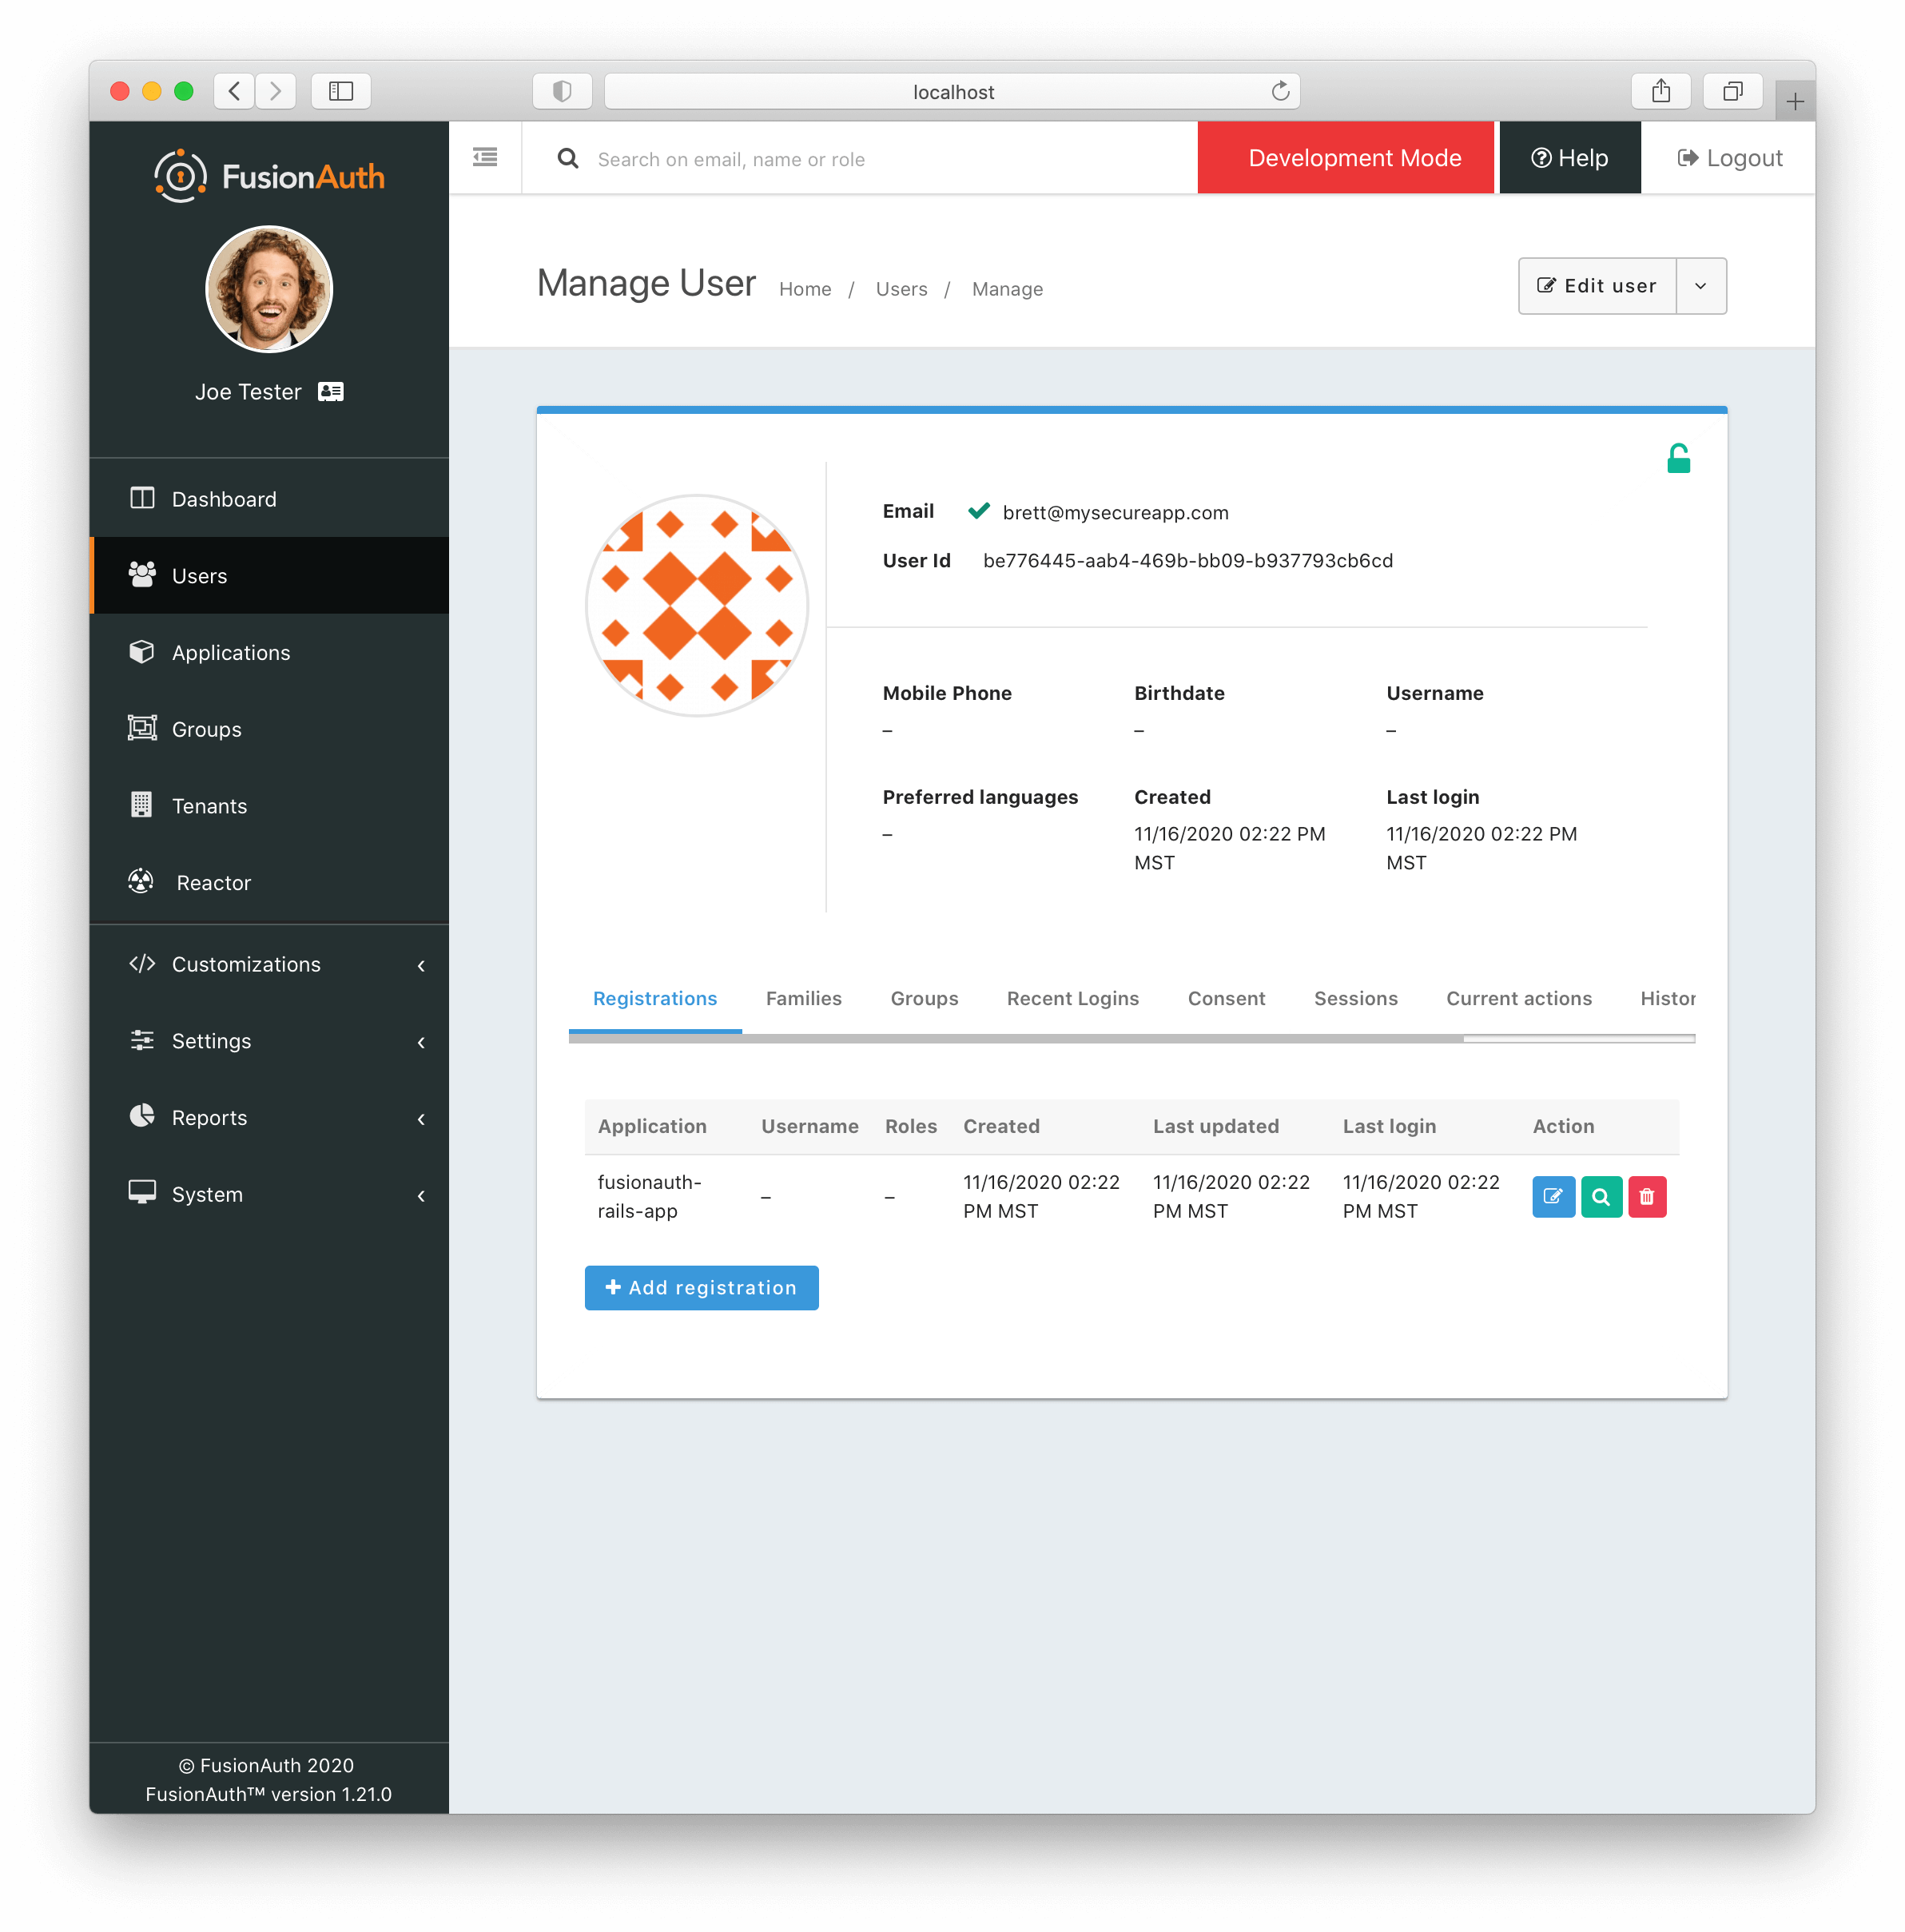 localhost
FusionAuth
Search on email, name or role
Development Mode
Help
Logout
Joe Tester
Manage User
Home / Users / Manage
Edit user
Dashboard
Users
Applications
Groups
Tenants
Reactor
Customizations
Settings
Reports
System
Email brett@mysecureapp.com
User Id be776445-aab4-469b-bb09-b937793cb6cd
Mobile Phone Birthdate Username
– – –
Preferred languages Created Last login
– 11/16/2020 02:22 PM 11/16/2020 02:22 PM
MST MST
Registrations Families Groups Recent Logins Consent Sessions Current actions Histor
Application Username Roles Created Last updated Last login Action
fusionauth- 11/16/2020 02:22 11/16/2020 02:22 11/16/2020 02:22
– –
rails-app PM MST PM MST PM MST
Add registration
© FusionAuth 2020
FusionAuth™ version 1.21.0